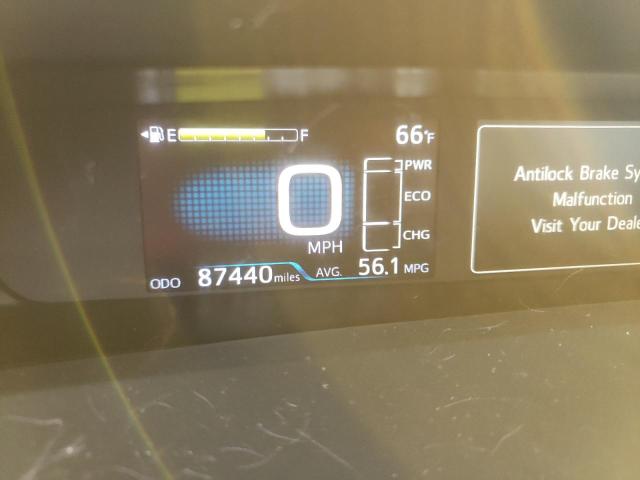 E F 66°F
PWR
0 ECO
MPH CHG
ODO 87440 miles AVG. 56.1 MPG
Antilock Brake Sy
Malfunction
Visit Your Deale